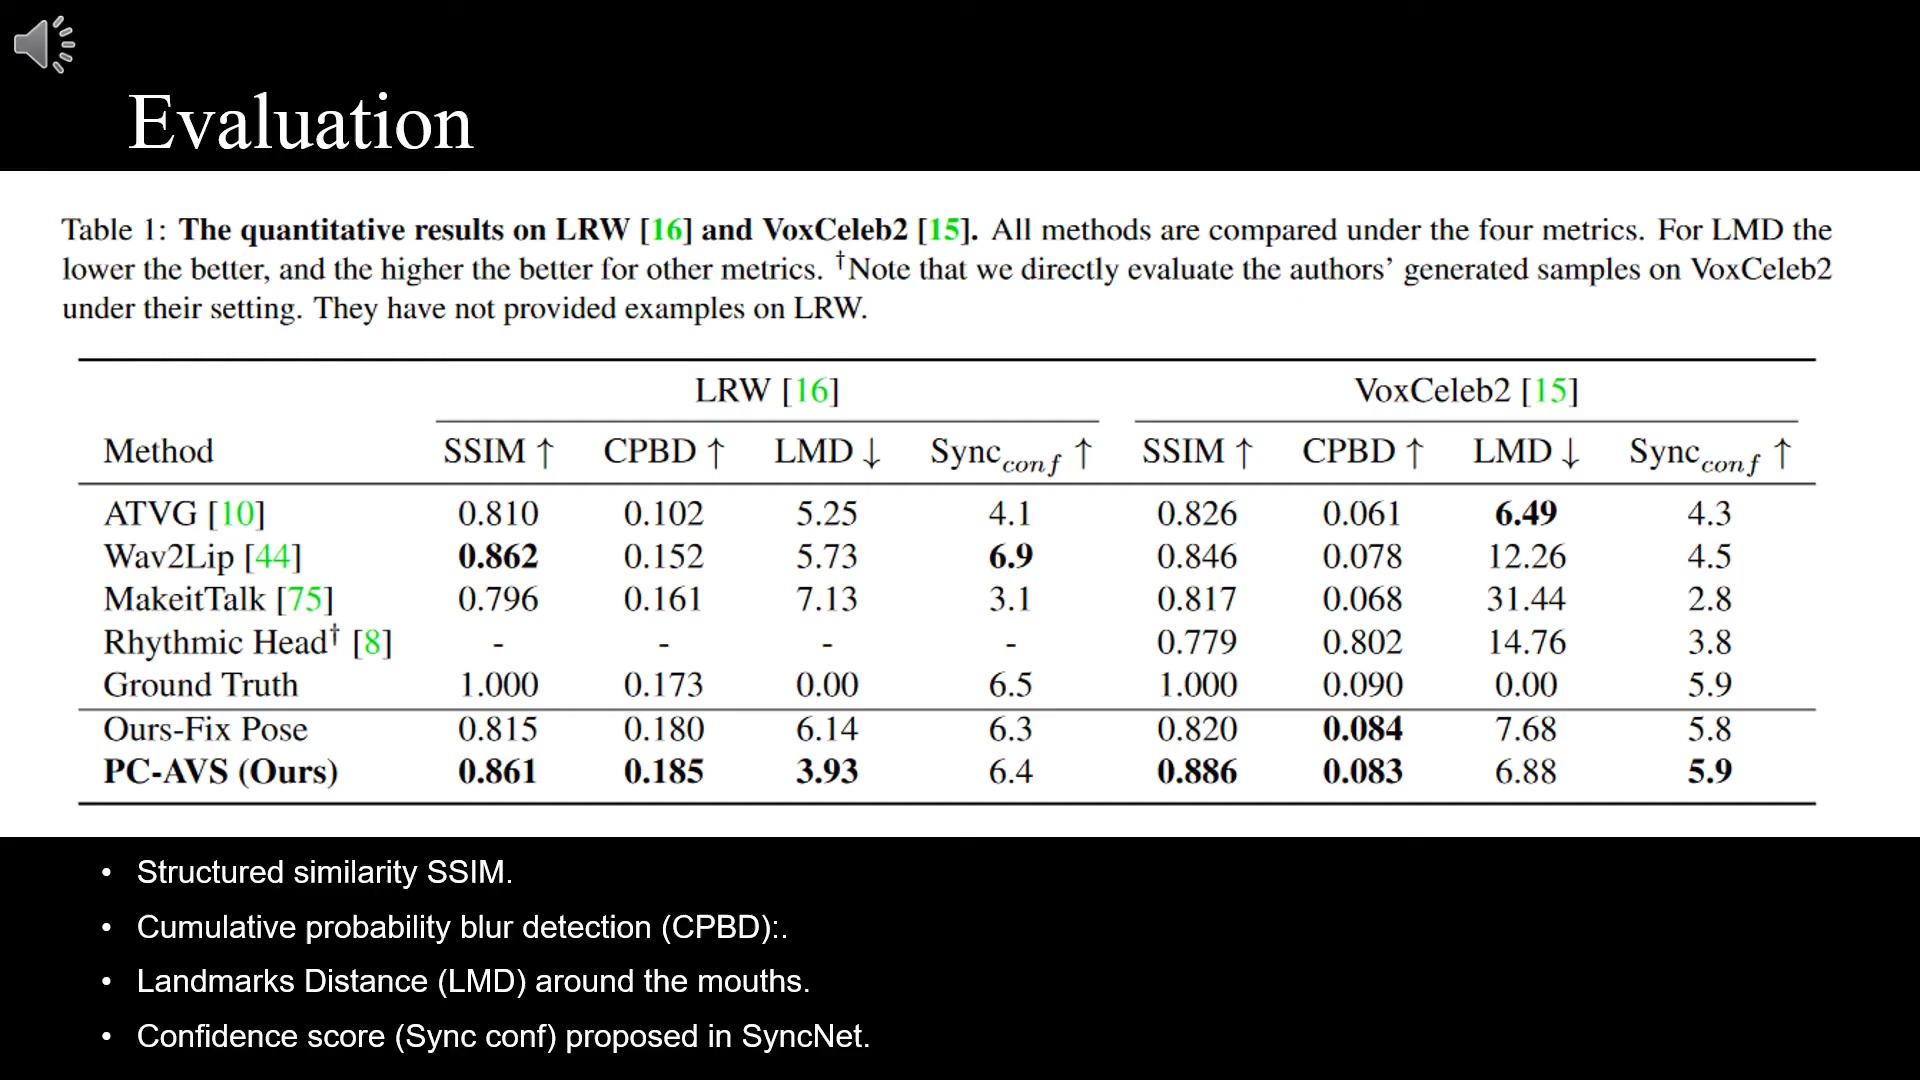 Evaluation
Table 1: The quantitative results on LRW [16] and VoxCeleb2 [15]. All methods are compared under the four metrics. For LMD the
lower the better, and the higher the better for other metrics. †Note that we directly evaluate the authors’ generated samples on VoxCeleb2
under their setting. They have not provided examples on LRW.
LRW [16] VoxCeleb2 [15]
Method SSIM ↑ CPBD ↑ LMD ↓ Sync_conf ↑ SSIM ↑ CPBD ↑ LMD ↓ Sync_conf ↑
ATVG [10] 0.810 0.102 5.25 4.1 0.826 0.061 6.49 4.3
Wav2Lip [44] 0.862 0.152 5.73 6.9 0.846 0.078 12.26 4.5
MakeitTalk [75] 0.796 0.161 7.13 3.1 0.817 0.068 31.44 2.8
Rhythmic Head† [8] - - - - 0.779 0.802 14.76 3.8
Ground Truth 1.000 0.173 0.00 6.5 1.000 0.090 0.00 5.9
Ours-Fix Pose 0.815 0.180 6.14 6.3 0.820 0.084 7.68 5.8
PC-AVS (Ours) 0.861 0.185 3.93 6.4 0.886 0.083 6.88 5.9
• Structured similarity SSIM.
• Cumulative probability blur detection (CPBD):.
• Landmarks Distance (LMD) around the mouths.
• Confidence score (Sync conf) proposed in SyncNet.